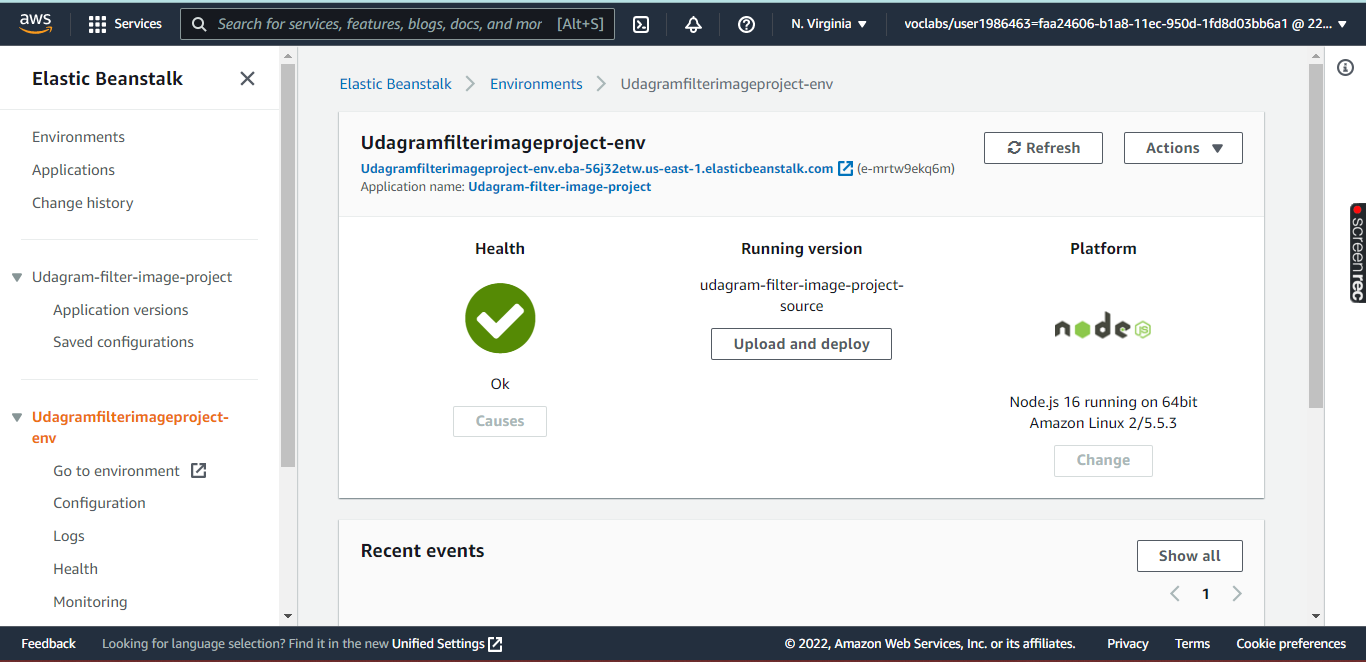 aws
Services
Search for services, features, blogs, docs, and mor [Alt+S]
N. Virginia
voclabs/user1986463=faa24606-b1a8-11ec-950d-1fd8d03bb6a1 @ 22...
Elastic Beanstalk
Environments
Applications
Change history
Udagram-filter-image-project
Application versions
Saved configurations
Udagramfilterimageproject-
env
Go to environment
Configuration
Logs
Health
Monitoring
Elastic Beanstalk
Environments
Udagramfilterimageproject-env
Udagramfilterimageproject-env
Udagramfilterimageproject-env.eba-56j32etw.us-east-1.elasticbeanstalk.com (e-mrtw9ekq6m)
Application name: Udagram-filter-image-project
Refresh
Actions
Health
Ok
Causes
Running version
udagram-filter-image-project-
source
Upload and deploy
Platform
node JS
Node.js 16 running on 64bit
Amazon Linux 2/5.5.3
Change
Recent events
Show all
1
screenrec
Feedback
Looking for language selection? Find it in the new Unified Settings
© 2022, Amazon Web Services, Inc. or its affiliates.
Privacy
Terms
Cookie preferences